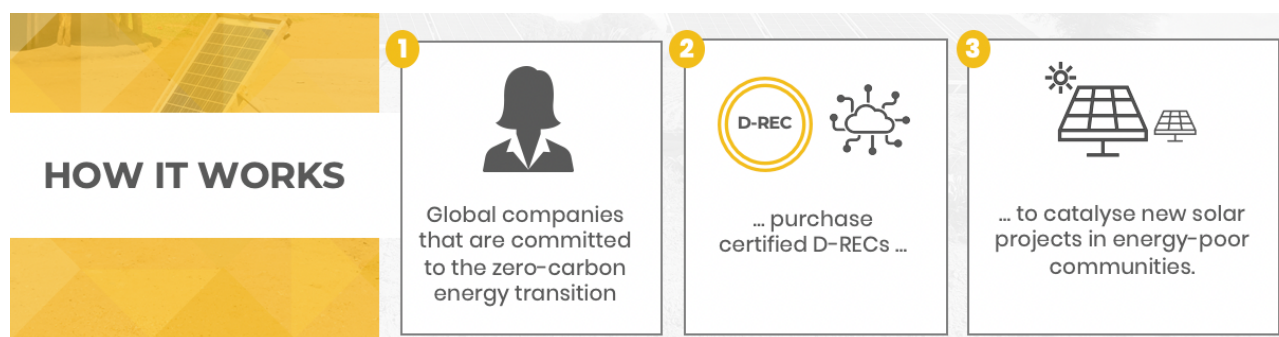 HOW IT WORKS
1
Global companies
that are committed
to the zero-carbon
energy transition
2
D-REC
... purchase
certified D-RECs ...
3
... to catalyse new solar
projects in energy-poor
communities.